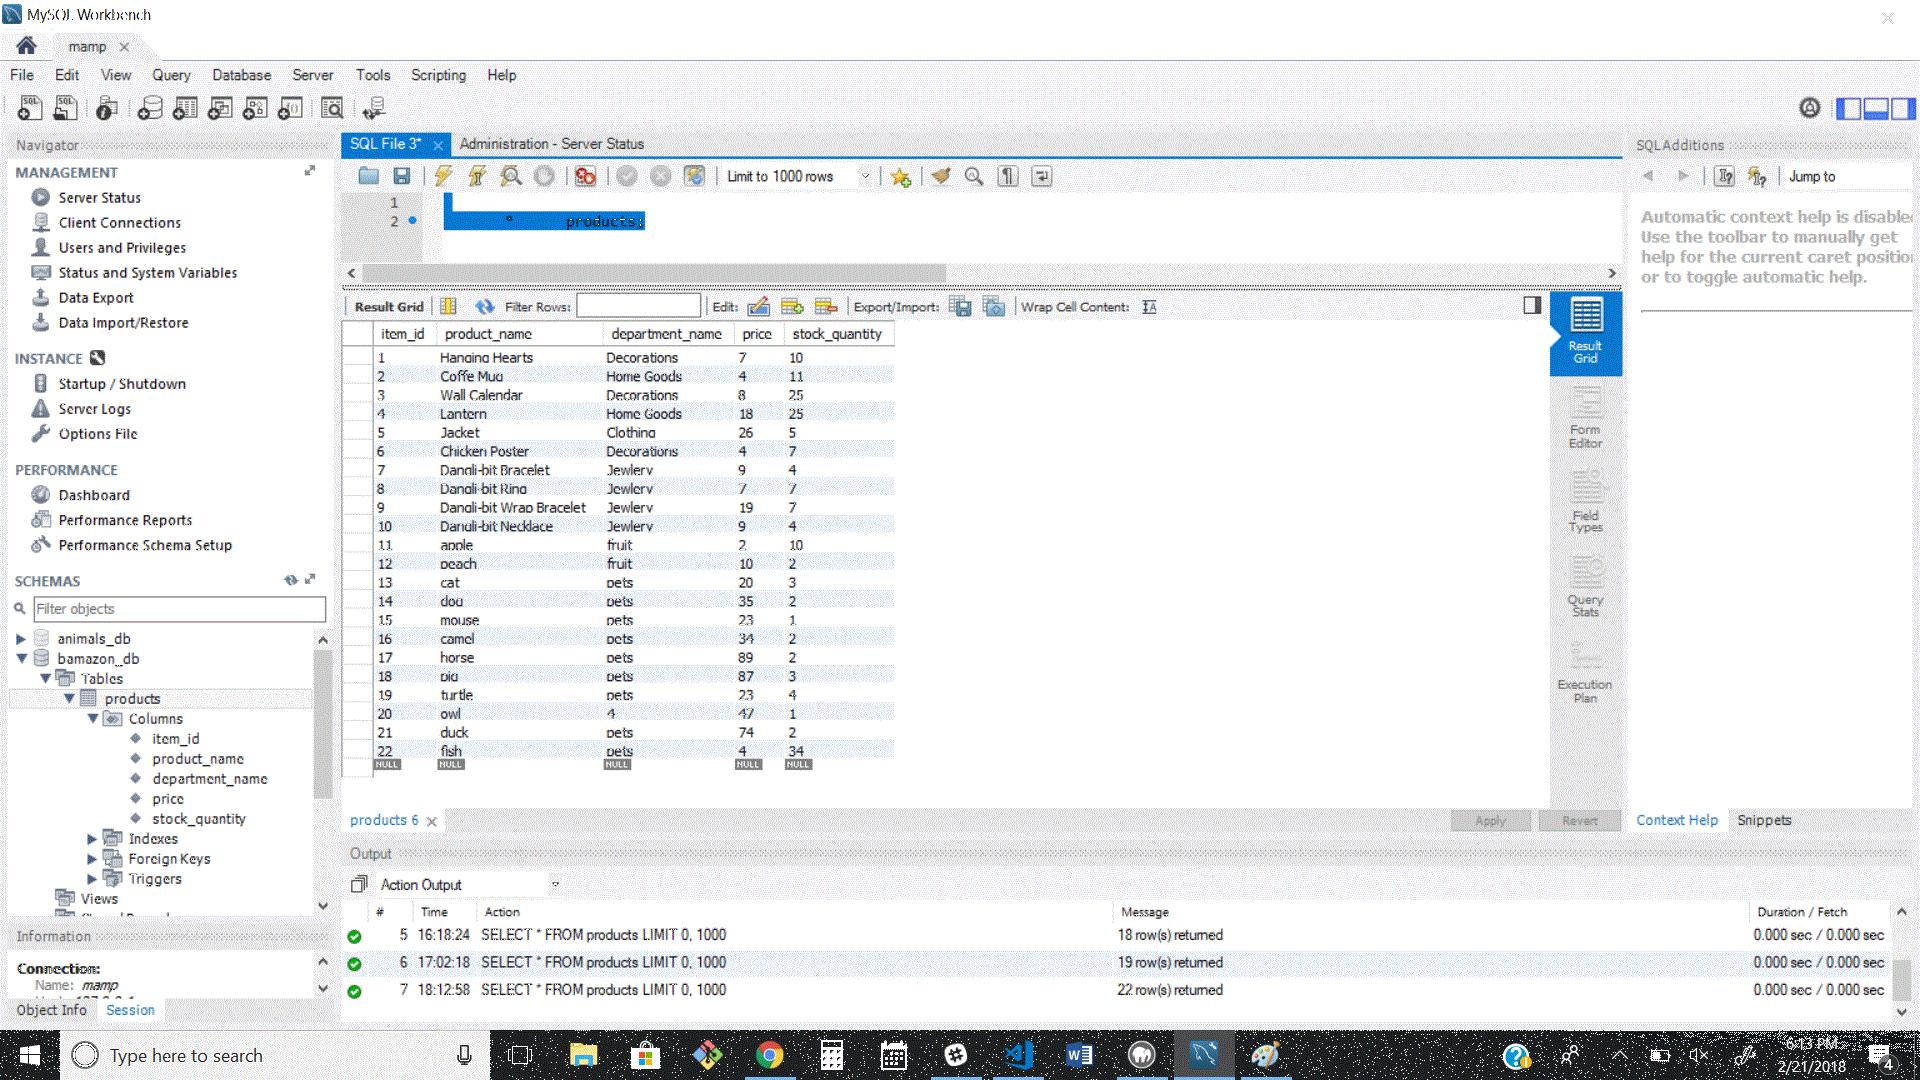 MySQL Workbench
mamp
File Edit View Query Database Server Tools Scripting Help
Navigator
MANAGEMENT
Server Status
Client Connections
Users and Privileges
Status and System Variables
Data Export
Data Import/Restore
INSTANCE
Startup / Shutdown
Server Logs
Options File
PERFORMANCE
Dashboard
Performance Reports
Performance Schema Setup
SCHEMAS
Filter objects
animals_db
bamazon_db
Tables
products
Columns
item_id
product_name
department_name
price
stock_quantity
Indexes
Foreign Keys
Triggers
Views
Information
Connection:
Name: mamp
Object Info Session
SQL File 3* Administration - Server Status
Limit to 1000 rows
1
2 * products;
Result Grid Filter Rows: Edit: Export/Import: Wrap Cell Content:
item_id product_name department_name price stock_quantity
1 Hanging Hearts Decorations 7 10
2 Coffe Mug Home Goods 4 11
3 Wall Calendar Decorations 8 25
4 Lantern Home Goods 18 25
5 Jacket Clothing 26 5
6 Chicken Poster Decorations 4 7
7 Dangli-bit Bracelet Jewlery 9 4
8 Dangli-bit Ring Jewlery 7 7
9 Dangli-bit Wrap Bracelet Jewlery 19 7
10 Dangli-bit Necklace Jewlery 9 4
11 apple fruit 2 10
12 peach fruit 10 2
13 cat pets 20 3
14 dog pets 35 2
15 mouse pets 23 1
16 camel pets 34 2
17 horse pets 89 2
18 pig pets 87 3
19 turtle pets 23 4
20 owl 4 47 1
21 duck pets 74 2
22 fish pets 4 34
NULL NULL NULL NULL NULL
Result Grid
Form Editor
Field Types
Query Stats
Execution Plan
products 6 Apply Revert
SQLAdditions
Jump to
Automatic context help is disable
Use the toolbar to manually get
help for the current caret positio
or to toggle automatic help.
Context Help Snippets
Output
Action Output
# Time Action Message Duration / Fetch
5 16:18:24 SELECT * FROM products LIMIT 0, 1000 18 row(s) returned 0.000 sec / 0.000 sec
6 17:02:18 SELECT * FROM products LIMIT 0, 1000 19 row(s) returned 0.000 sec / 0.000 sec
7 18:12:58 SELECT * FROM products LIMIT 0, 1000 22 row(s) returned 0.000 sec / 0.000 sec
Type here to search
6:13 PM
2/21/2018
4